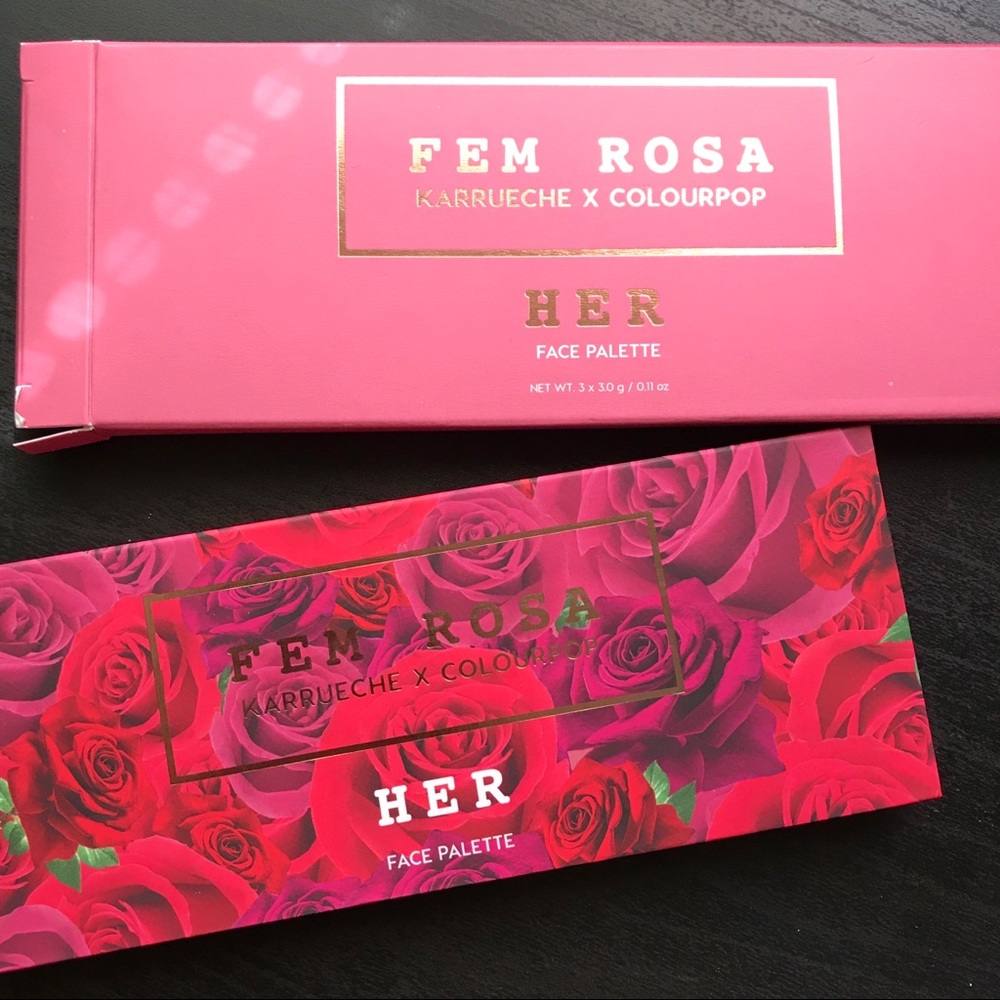 FEM ROSA
KARRUECHE X COLOURPOP
HER
FACE PALETTE
NET WT. 3 x 3.0 g / 0.11 oz
FEM ROSA
KARRUECHE X COLOURPOP
HER
FACE PALETTE